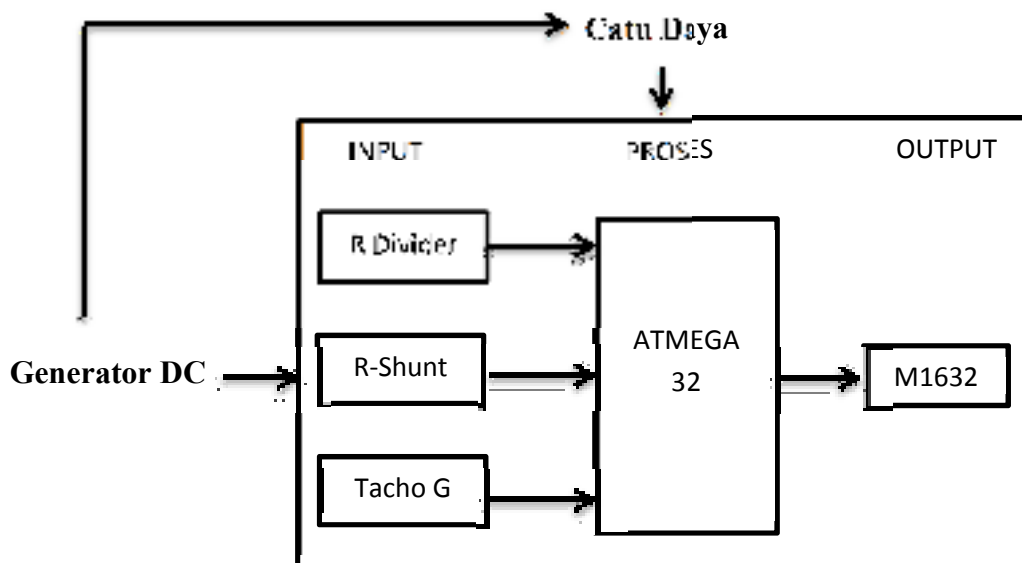 Catu Daya
INPUT
PROSES
OUTPUT
R Divider
Generator DC
R-Shunt
ATMEGA
32
M1632
Tacho G